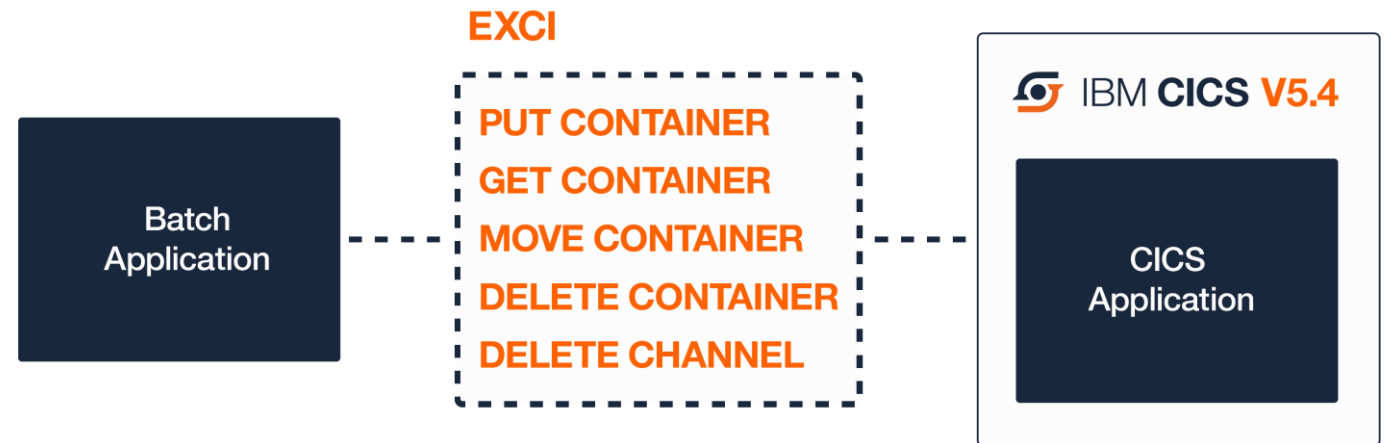 EXCI
Batch
Application
PUT CONTAINER
GET CONTAINER
MOVE CONTAINER
DELETE CONTAINER
DELETE CHANNEL
IBM CICS V5.4
CICS
Application